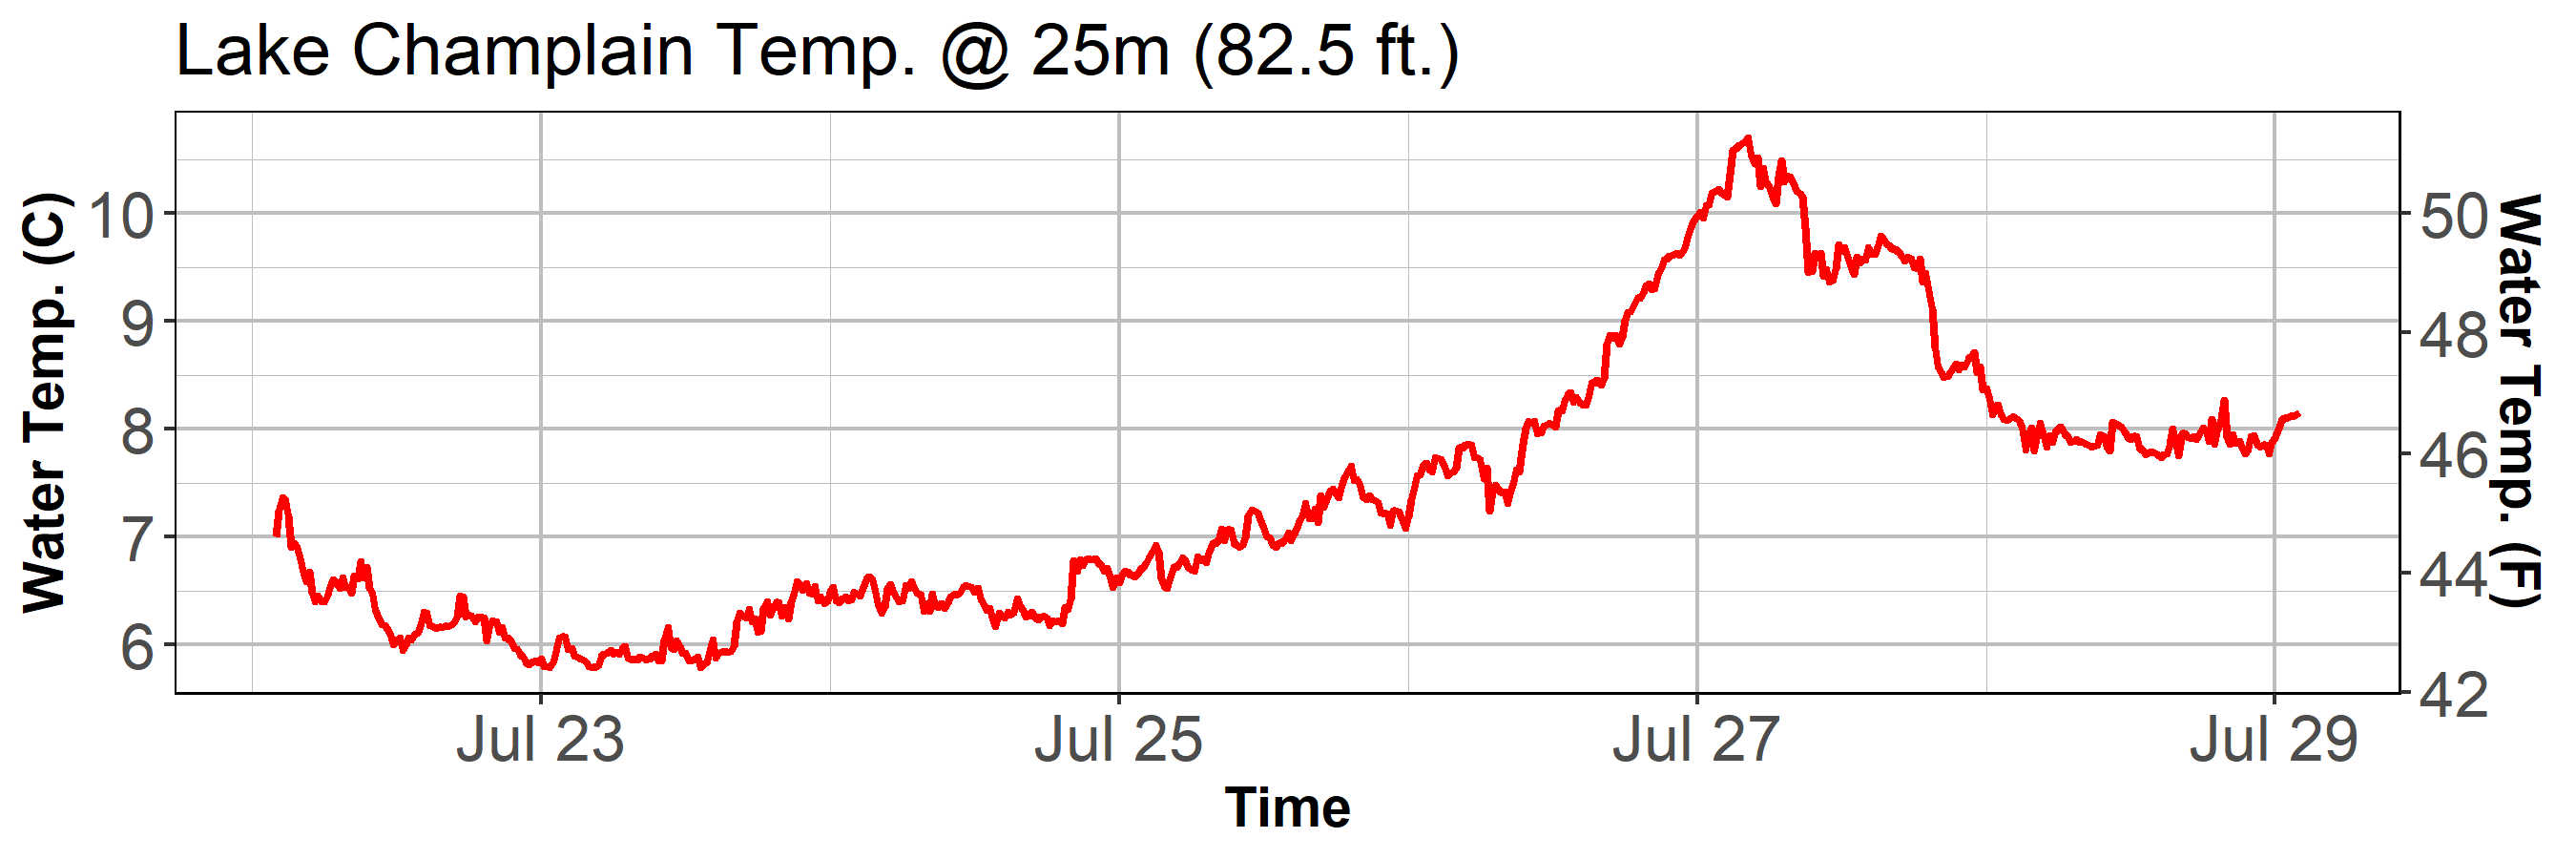 Lake Champlain Temp. @ 25m (82.5 ft.)
Water Temp. (C)
10
9
8
7
6
50
48
46
44
42
Water Temp. (F)
Jul 23
Jul 25
Jul 27
Jul 29
Time